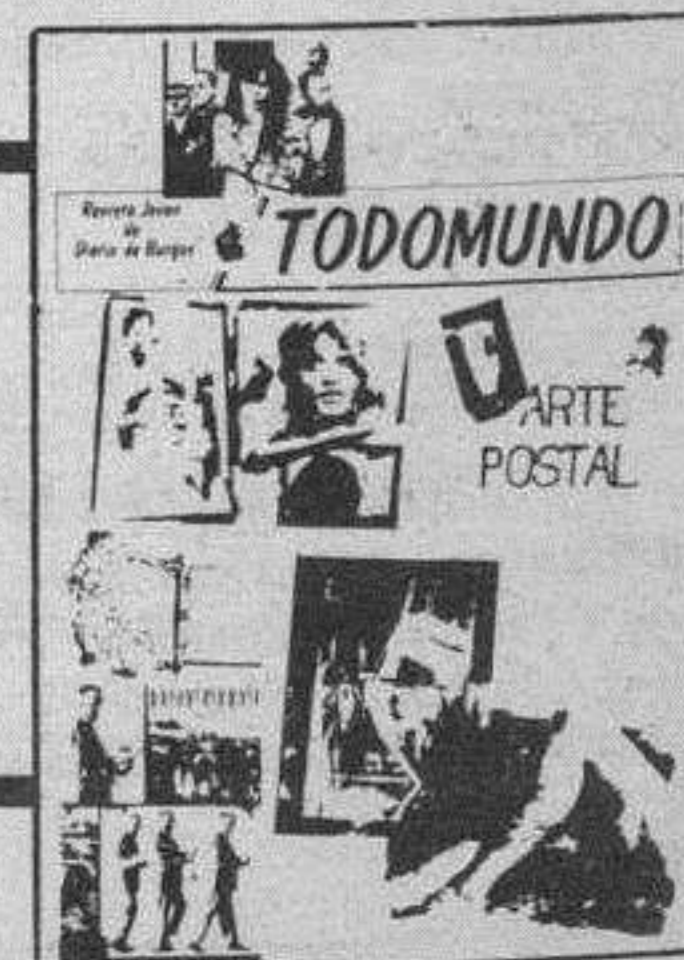 Revista Joven
de
Diario de Burgos
TODOMUNDO
ARTE
POSTAL